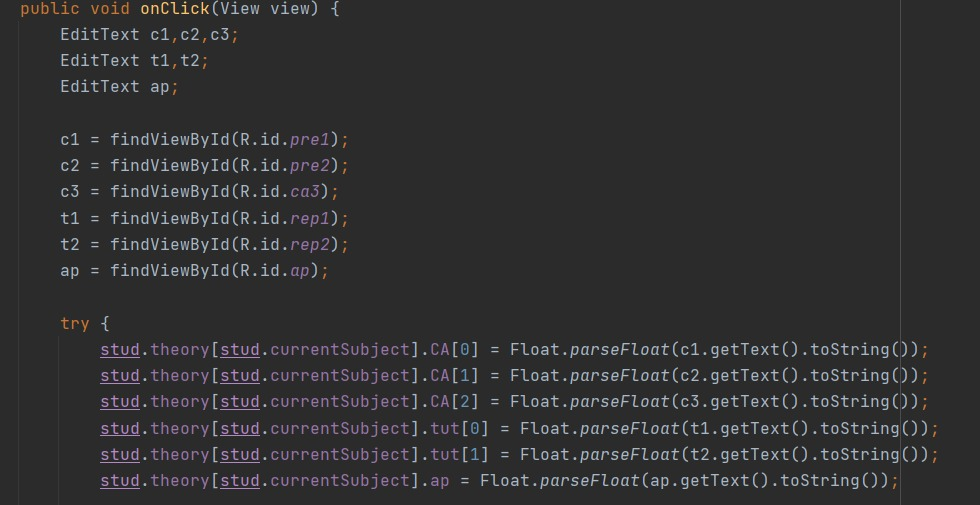 public void onClick(View view) {
EditText c1,c2,c3;
EditText t1,t2;
EditText ap;
c1 = findViewById(R.id.pre1);
c2 = findViewById(R.id.pre2);
c3 = findViewById(R.id.ca3);
t1 = findViewById(R.id.rep1);
t2 = findViewById(R.id.rep2);
ap = findViewById(R.id.ap);
try {
stud.theory[stud.currentSubject].CA[0] = Float.parseFloat(c1.getText().toString());
stud.theory[stud.currentSubject].CA[1] = Float.parseFloat(c2.getText().toString());
stud.theory[stud.currentSubject].CA[2] = Float.parseFloat(c3.getText().toString());
stud.theory[stud.currentSubject].tut[0] = Float.parseFloat(t1.getText().toString());
stud.theory[stud.currentSubject].tut[1] = Float.parseFloat(t2.getText().toString());
stud.theory[stud.currentSubject].ap = Float.parseFloat(ap.getText().toString());